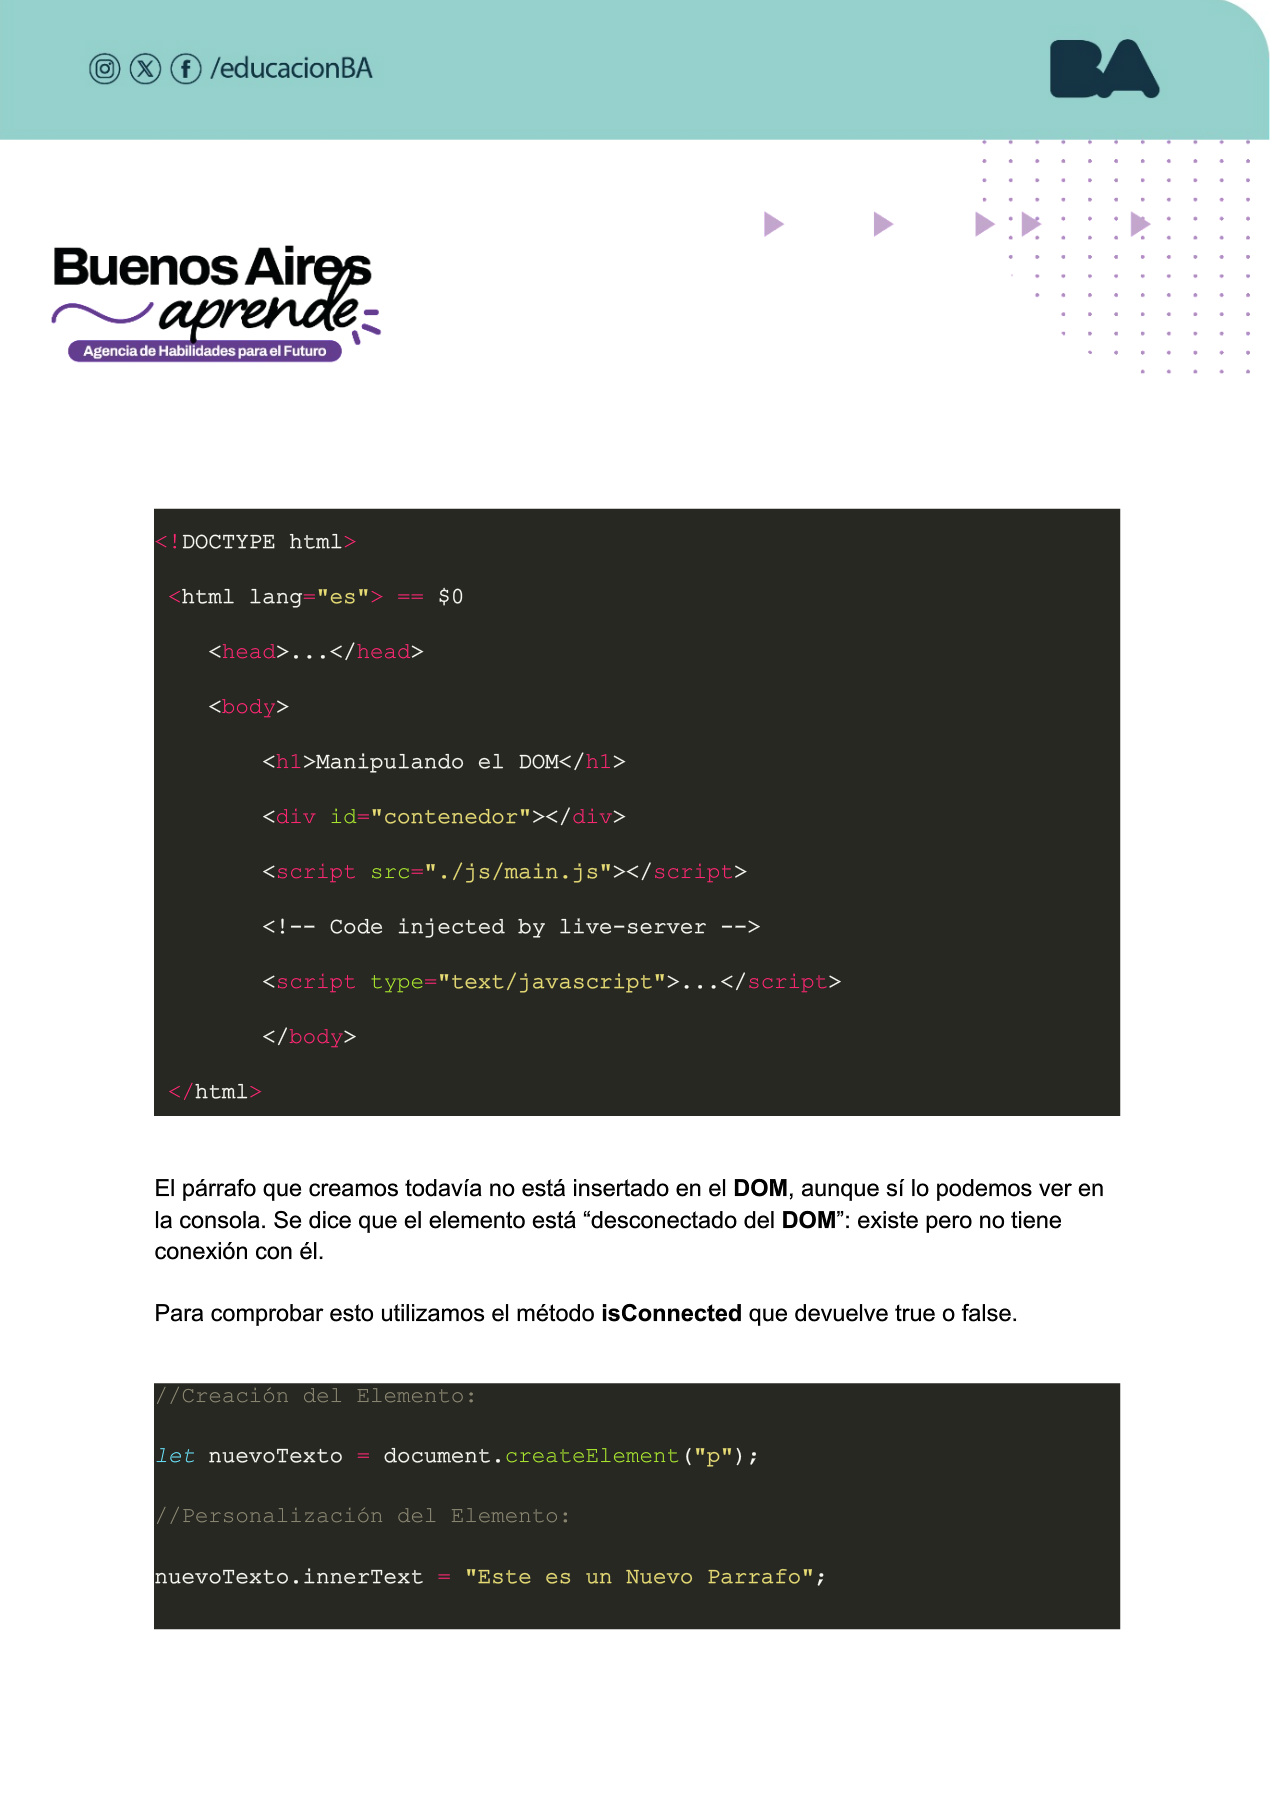 /educacionBA
BA
Buenos Aires
aprende
Agencia de Habilidades para el Futuro
<!DOCTYPE html>
<html lang="es"> == $0
<head>...</head>
<body>
<h1>Manipulando el DOM</h1>
<div id="contenedor"></div>
<script src="./js/main.js"></script>
<!-- Code injected by live-server -->
<script type="text/javascript">...</script>
</body>
</html>
El párrafo que creamos todavía no está insertado en el DOM, aunque sí lo podemos ver en
la consola. Se dice que el elemento está “desconectado del DOM”: existe pero no tiene
conexión con él.
Para comprobar esto utilizamos el método isConnected que devuelve true o false.
//Creación del Elemento:
let nuevoTexto = document.createElement("p");
//Personalización del Elemento:
nuevoTexto.innerText = "Este es un Nuevo Parrafo";